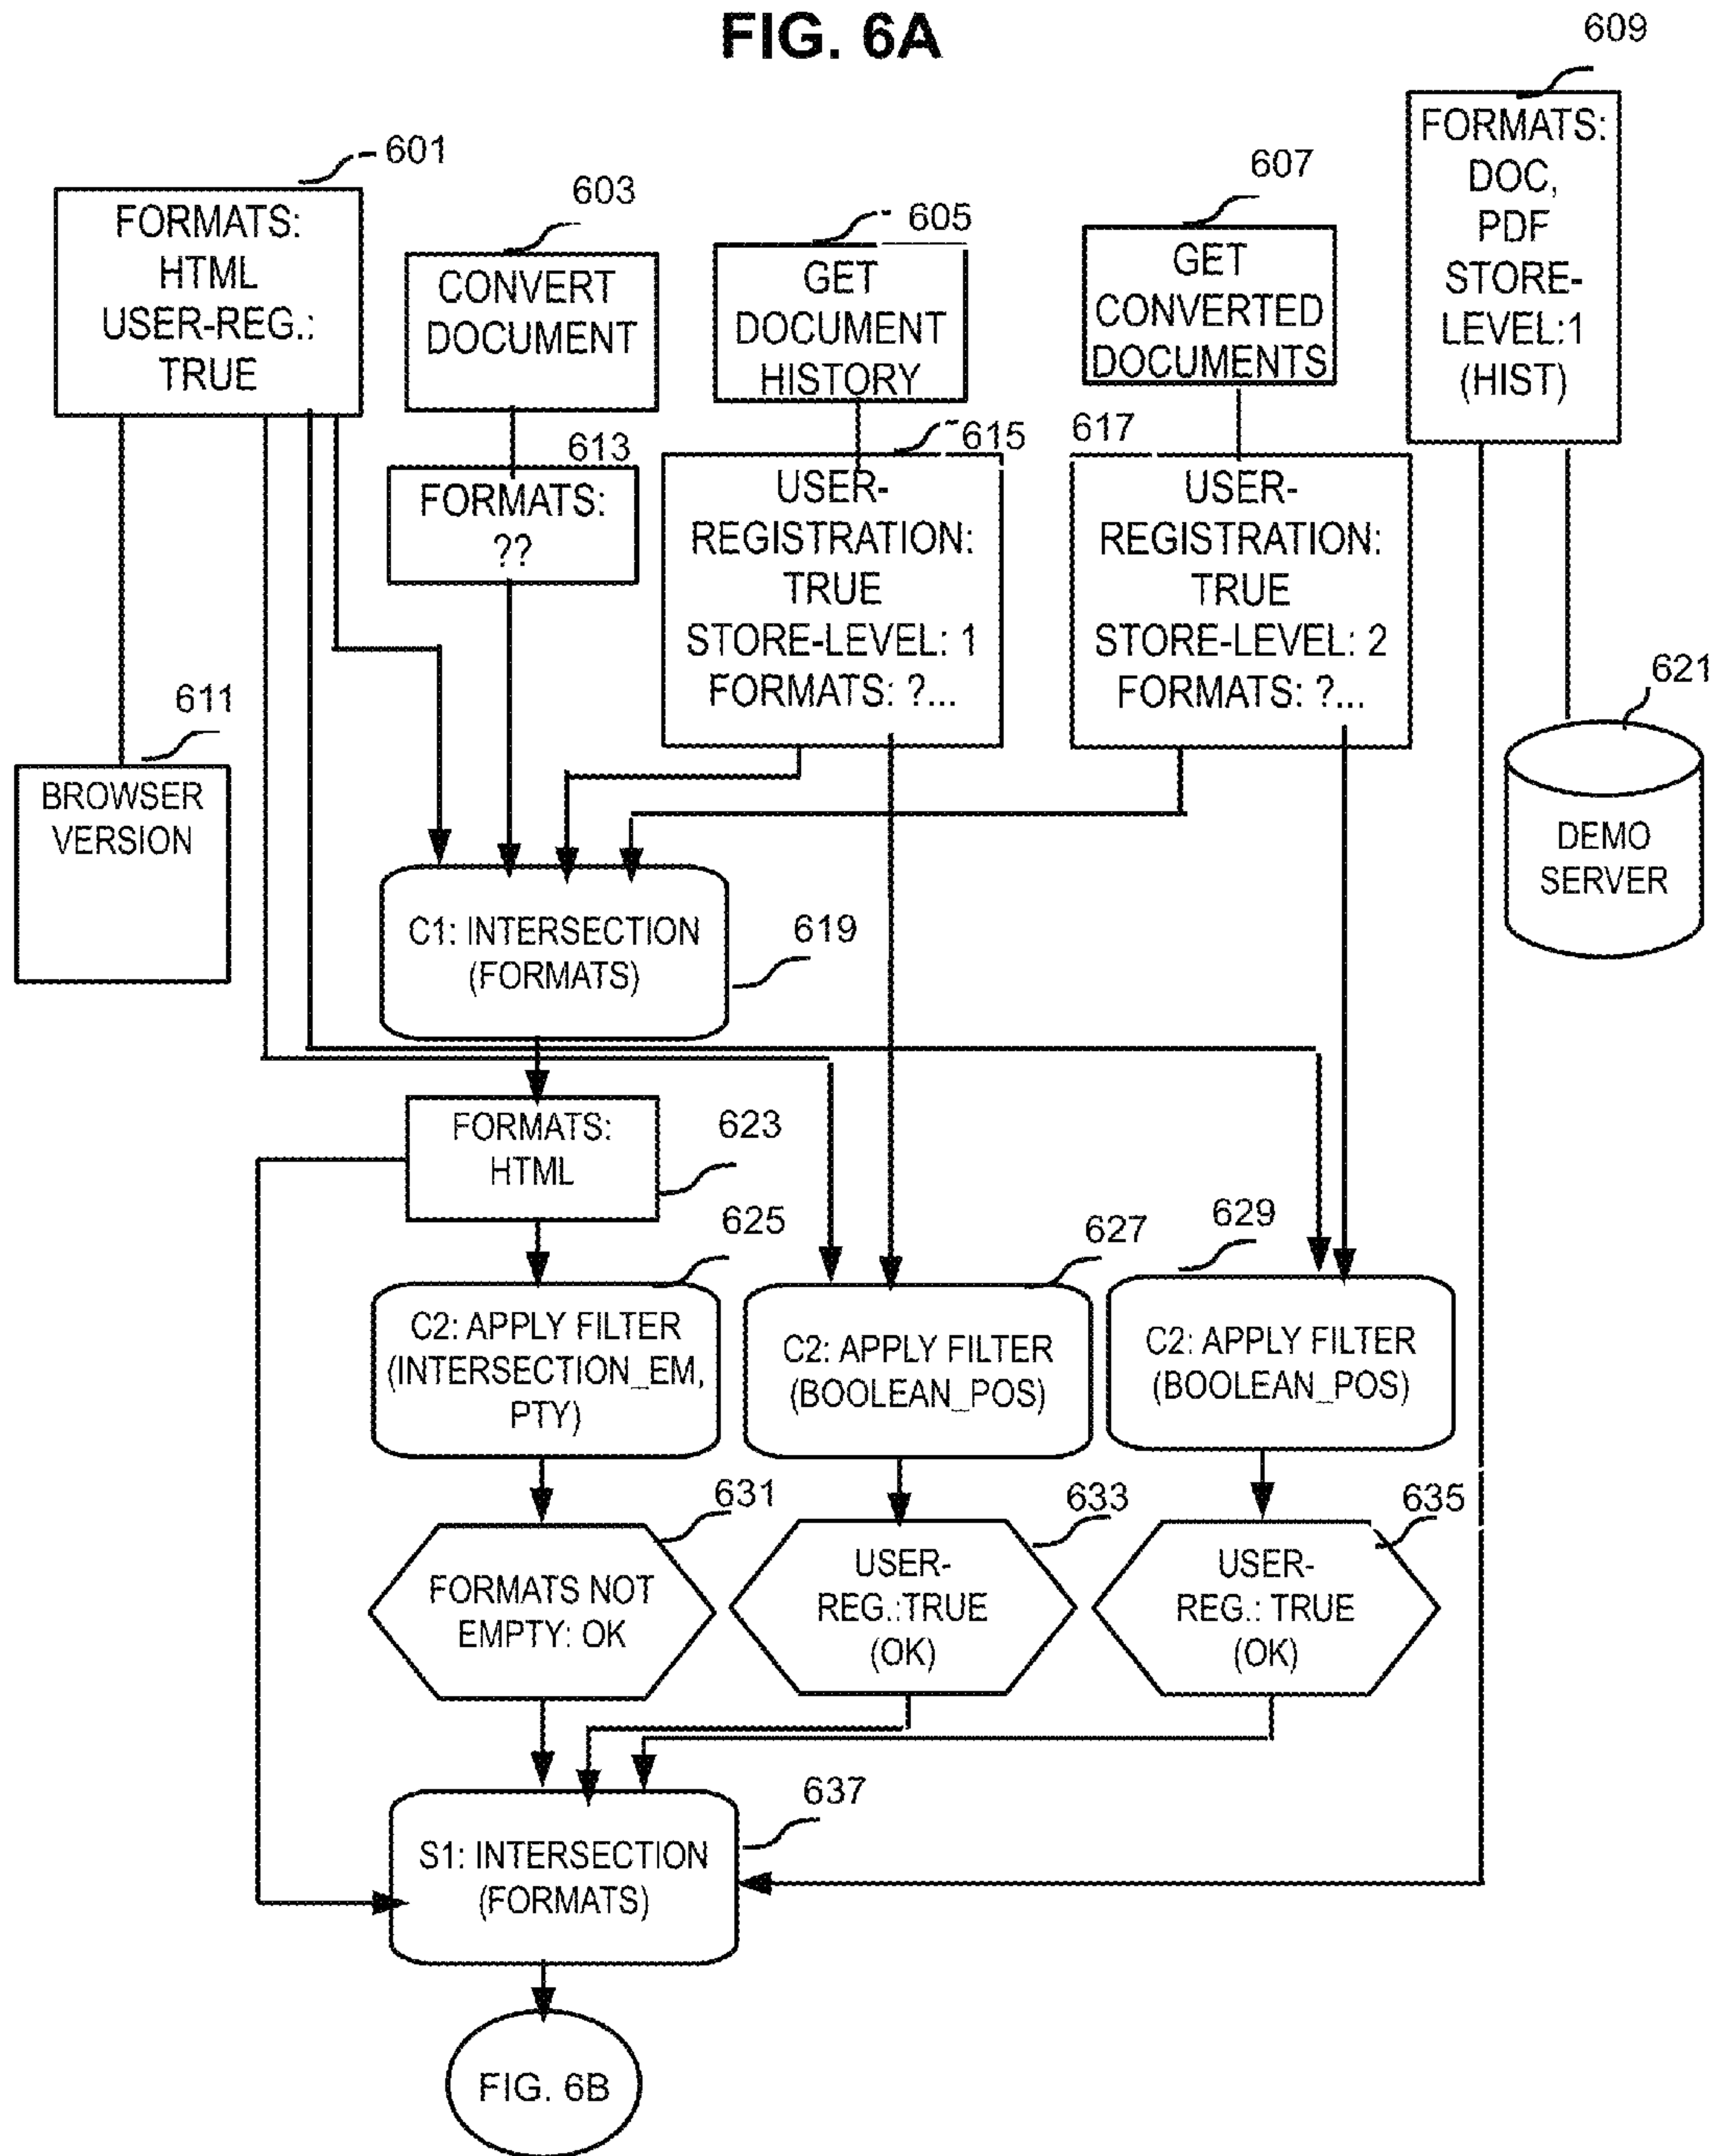 FIG. 6A
609
FORMATS:
DOC,
PDF
STORE-
LEVEL:1
(HIST)
601
FORMATS:
HTML
USER-REG.:
TRUE
603
CONVERT
DOCUMENT
605
GET
DOCUMENT
HISTORY
607
GET
CONVERTED
DOCUMENTS
613
FORMATS:
??
615
USER-
REGISTRATION:
TRUE
STORE-LEVEL: 1
FORMATS: ?...
617
USER-
REGISTRATION:
TRUE
STORE-LEVEL: 2
FORMATS: ?...
611
BROWSER
VERSION
621
DEMO
SERVER
C1: INTERSECTION
(FORMATS)
619
FORMATS:
HTML
623
625
C2: APPLY FILTER
(INTERSECTION_EM,
PTY)
627
C2: APPLY FILTER
(BOOLEAN_POS)
629
C2: APPLY FILTER
(BOOLEAN_POS)
631
FORMATS NOT
EMPTY: OK
633
USER-
REG.:TRUE
(OK)
635
USER-
REG.: TRUE
(OK)
637
S1: INTERSECTION
(FORMATS)
FIG. 6B